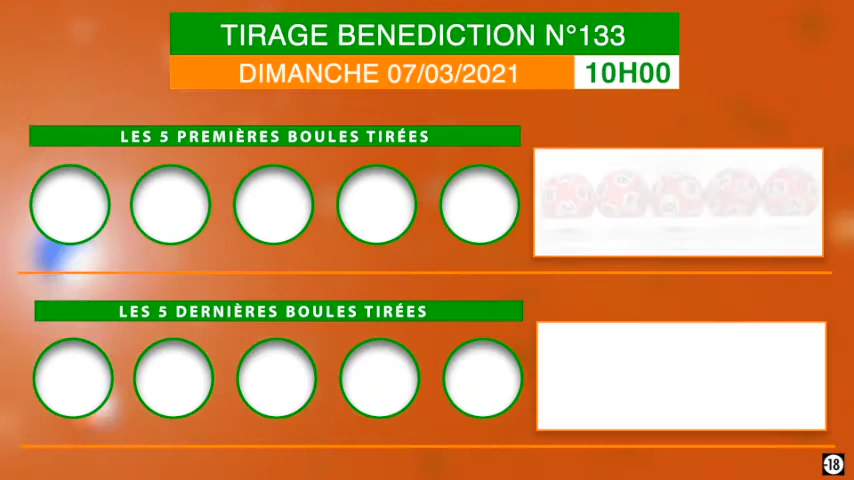 TIRAGE BENEDICTION N°133
DIMANCHE 07/03/2021 10H00
LES 5 PREMIÈRES BOULES TIRÉES
LES 5 DERNIÈRES BOULES TIRÉES
-18